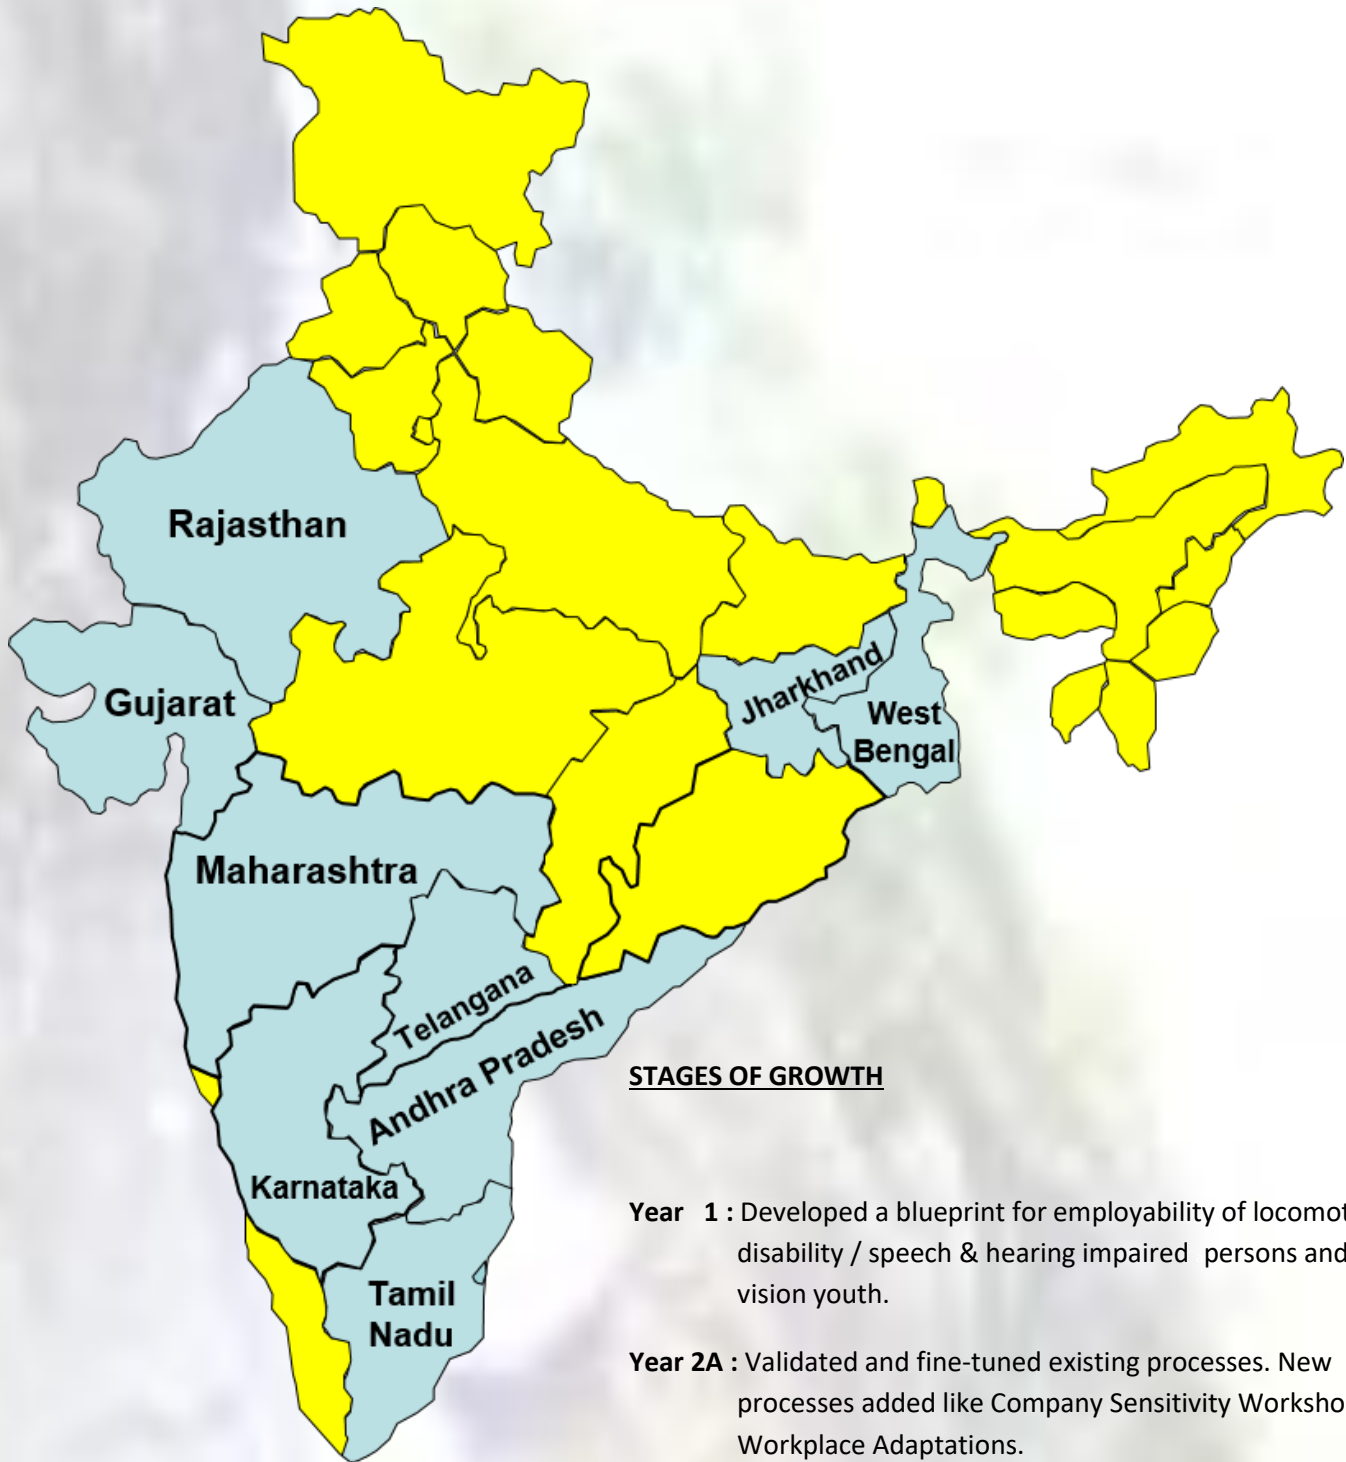 Rajasthan
Gujarat
Jharkhand
West
Bengal
Maharashtra
Telangana
Andhra Pradesh
Karnataka
Tamil
Nadu
STAGES OF GROWTH
Year 1 : Developed a blueprint for employability of
disability / speech & hearing impaired persons and
vision youth.
Year 2A : Validated and fine-tuned existing processes. New
processes added like Company Sensitivity
Workplace Adaptations.